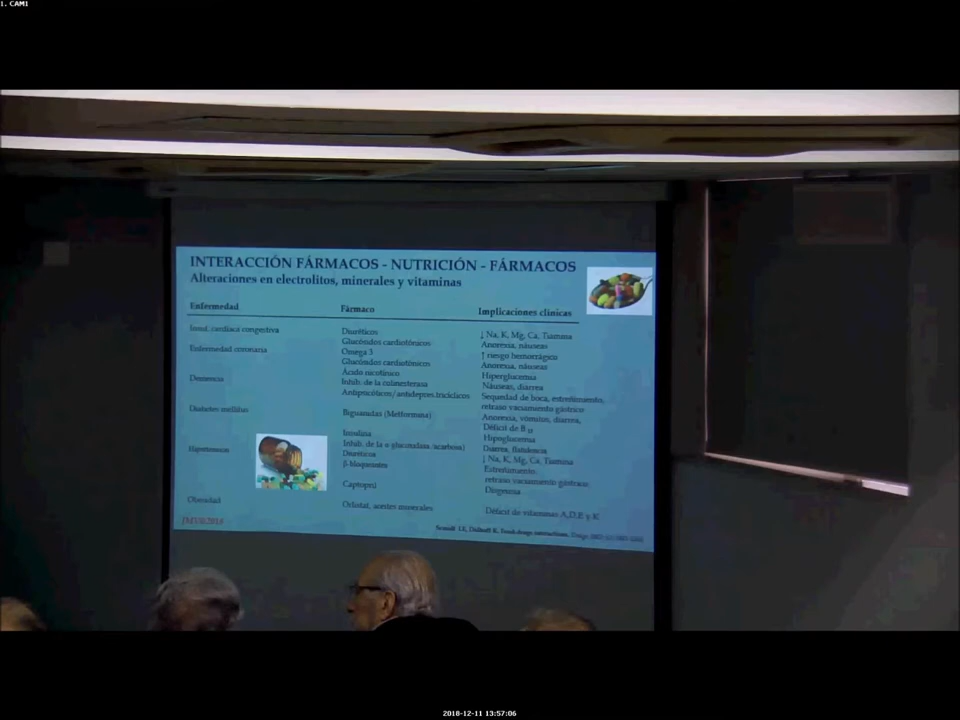 1. CAM1
INTERACCIÓN FÁRMACOS - NUTRICIÓN - FÁRMACOS
Alteraciones en electrolitos, minerales y vitaminas
Enfermedad Fármaco Implicaciones clínicas
Insuf. cardíaca congestiva Diuréticos ↓ Na, K, Mg, Ca, Tiamina
Glucósidos cardiotónicos Anorexia, náuseas
Enfermedad coronaria Omega 3 ↑ riesgo hemorrágico
Glucósidos cardiotónicos Anorexia, náuseas
Ácido nicotínico Hiperglucemia
Demencia Inhib. de la colinesterasa Náuseas, diarrea
Antipsicóticos/antidepres.tricíclicos Sequedad de boca, estreñimiento,
retraso vaciamiento gástrico
Diabetes mellitus Biguanidas (Metformina) Anorexia, vómitos, diarrea,
Déficit de B12
Insulina Hipoglucemia
Hipertensión Inhib. de la α-glucosidasa (acarbosa) Diarrea, flatulencia
Diuréticos ↓ Na, K, Mg, Ca, Tiamina
β-bloqueantes Estreñimiento,
retraso vaciamiento gástrico
Captopril Disgeusia
Obesidad Orlistat, aceites minerales Déficit de vitaminas A,D,E y K
K. Food-drug interactions. Drugs
2018-12-11 13:57:06